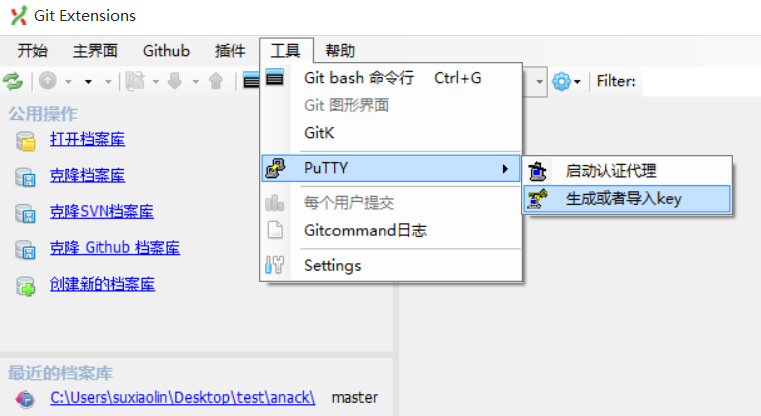 Git Extensions
开始 主界面 Github 插件 工具 帮助
Filter:
Git bash 命令行 Ctrl+G
Git 图形界面
GitK
PuTTY
启动认证代理
生成或者导入key
每个用户提交
Gitcommand日志
Settings
公用操作
打开档案库
克隆档案库
克隆SVN档案库
克隆 Github 档案库
创建新的档案库
最近的档案库
C:\Users\suxiaolin\Desktop\test\anack\ master